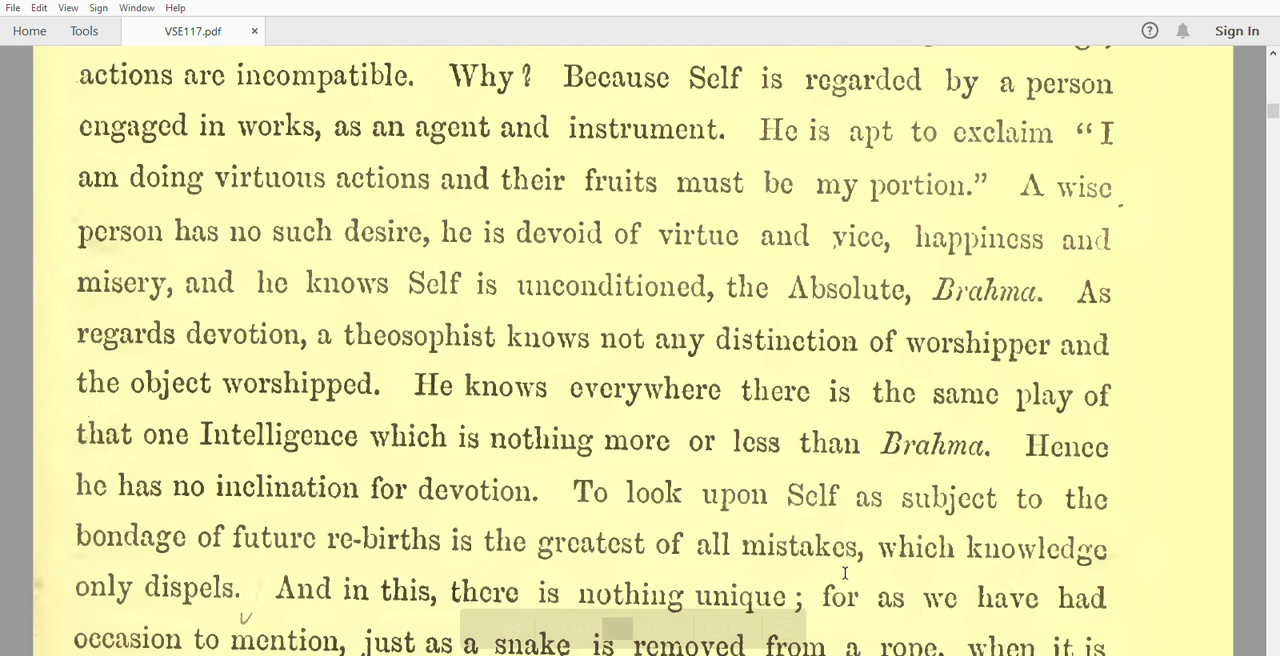 File Edit View Sign Window Help
Home Tools VSE117.pdf × ? Sign In
actions are incompatible. Why? Because Self is regarded by a person
engaged in works, as an agent and instrument. He is apt to exclaim “I
am doing virtuous actions and their fruits must be my portion.” A wise
person has no such desire, he is devoid of virtue and vice, happiness and
misery, and he knows Self is unconditioned, the Absolute, Brahma. As
regards devotion, a theosophist knows not any distinction of worshipper and
the object worshipped. He knows everywhere there is the same play of
that one Intelligence which is nothing more or less than Brahma. Hence
he has no inclination for devotion. To look upon Self as subject to the
bondage of future re-births is the greatest of all mistakes, which knowledge
only dispels. And in this, there is nothing unique; for as we have had
occasion to mention, just as a snake is removed from a rope, when it is